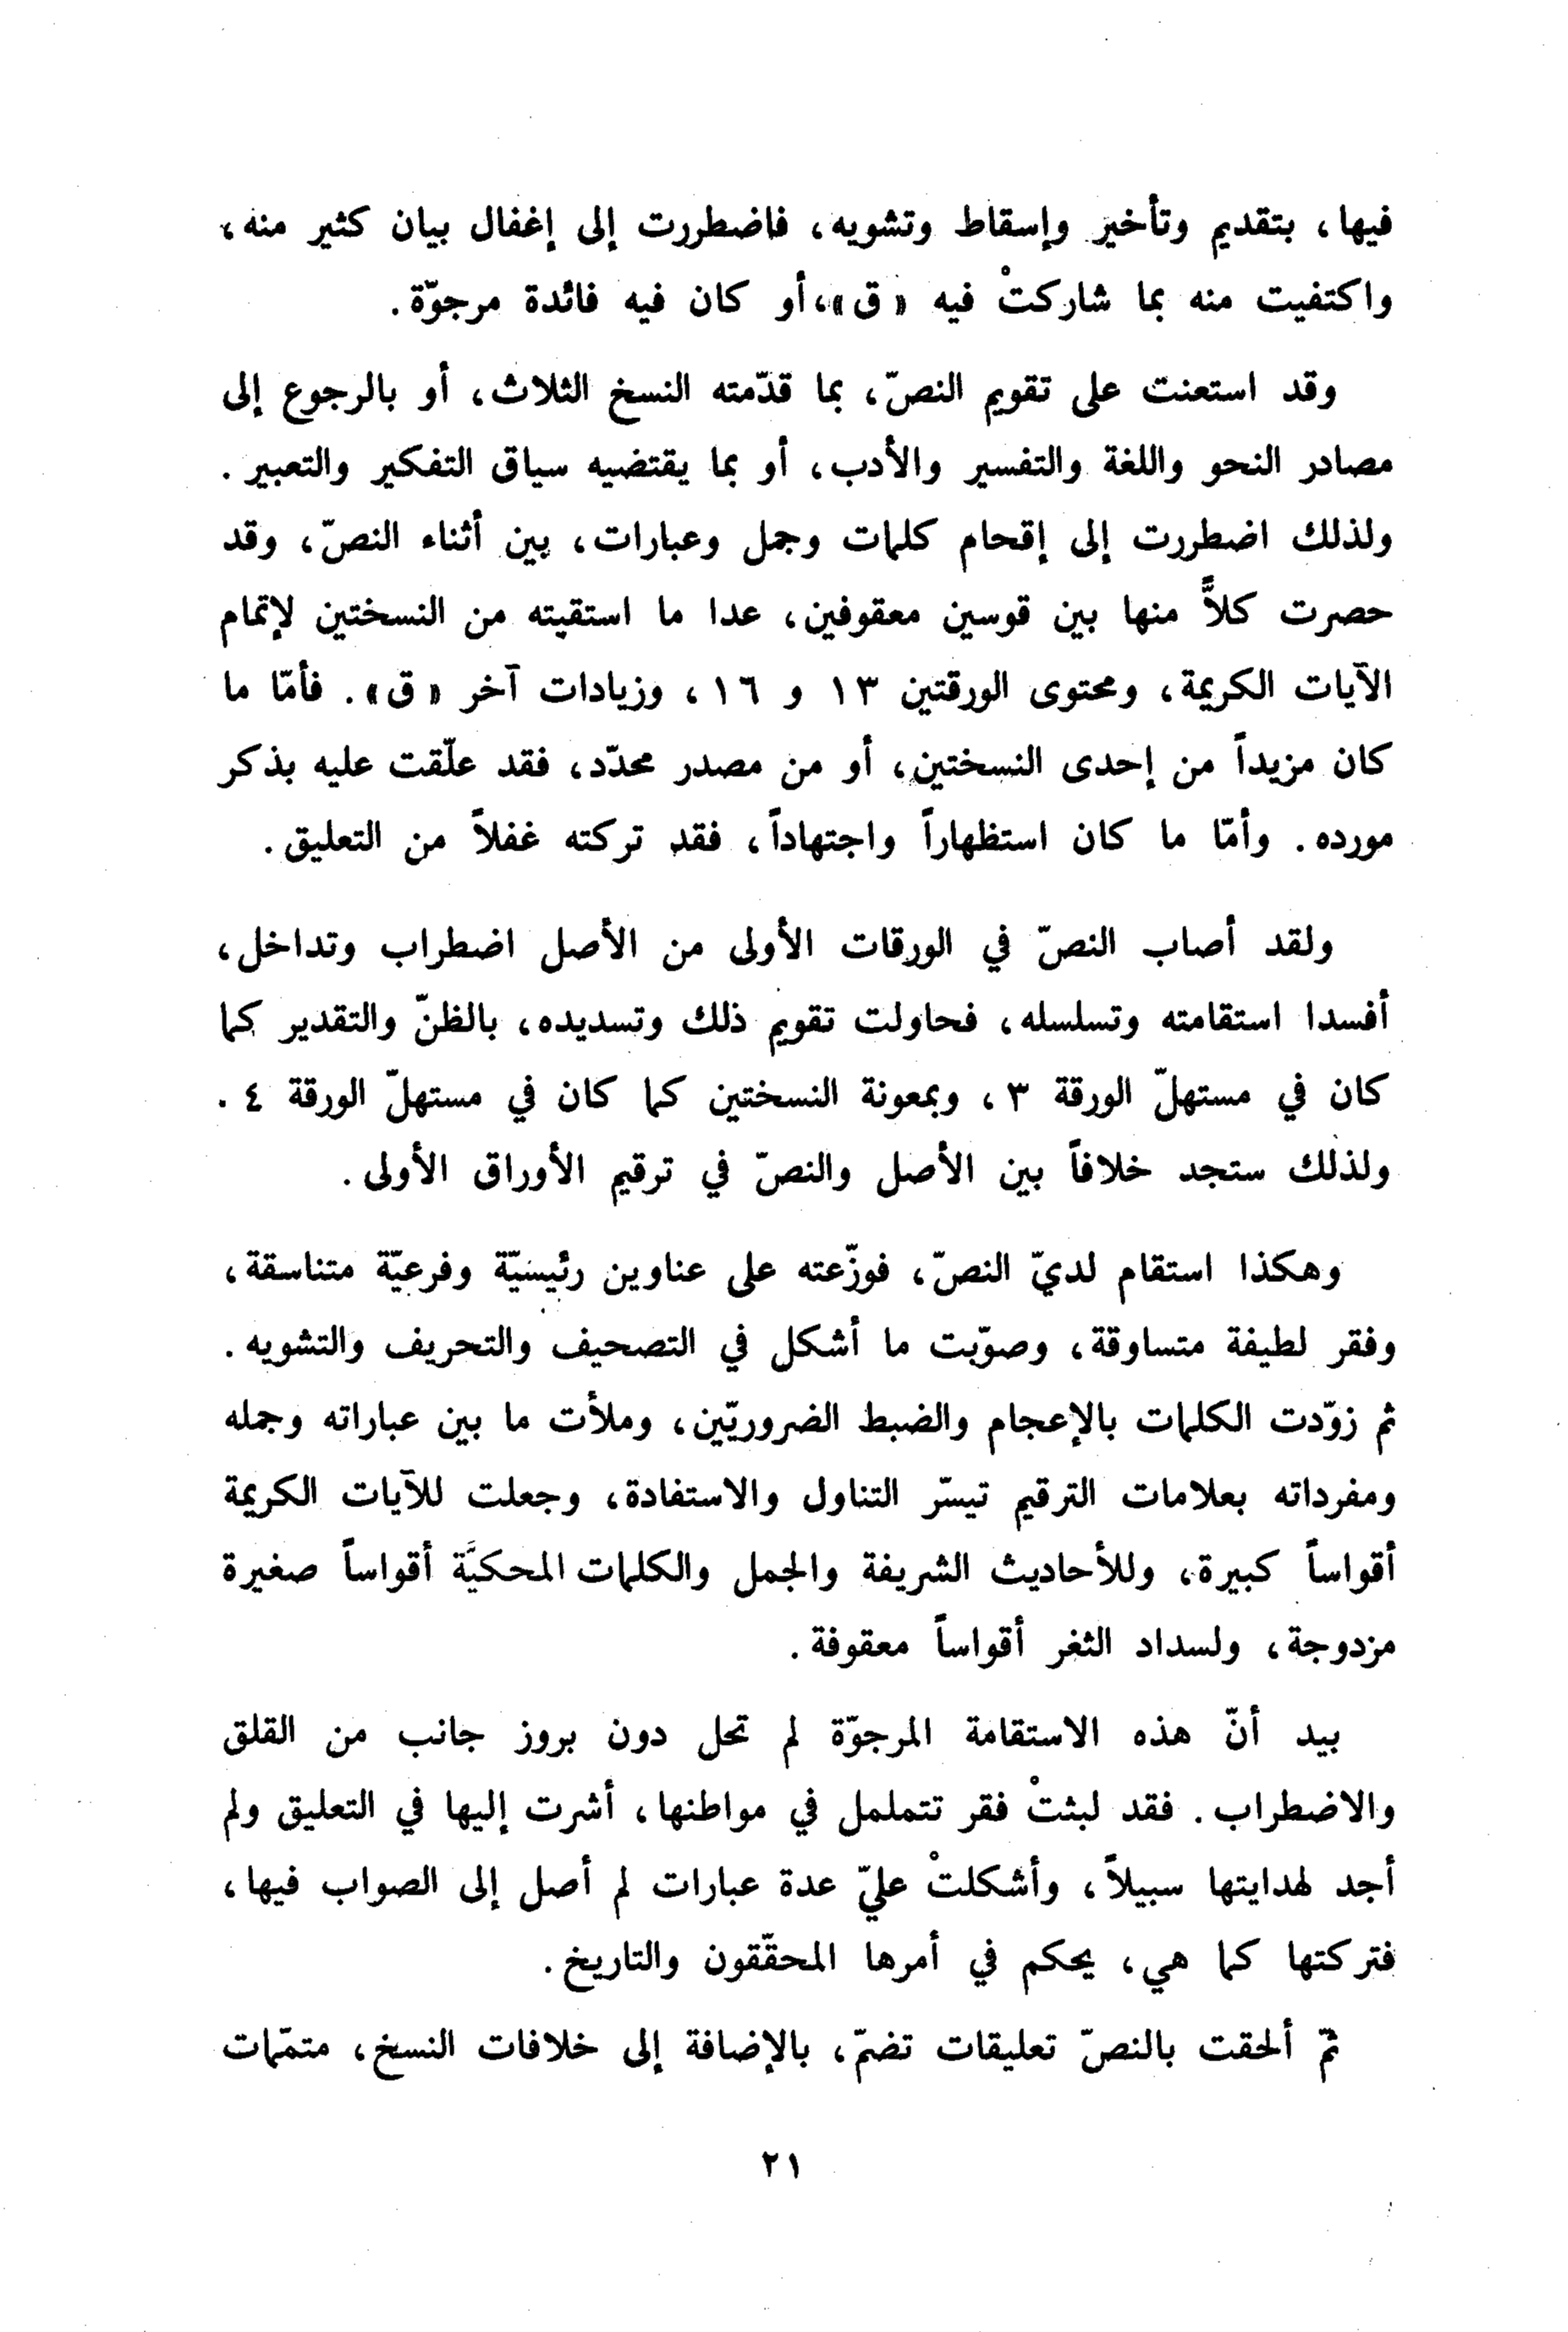 فيها، بتقديم وتأخير وإسقاط وتشويه، فاضطررت إلى إغفال بيان كثير منه،
واكتفيت منه بما شاركتْ فيه «ق»، أو كان فيه فائدة مرجوّة.
وقد استعنت على تقويم النصّ، بما قدّمته النسخ الثلاث، أو بالرجوع إلى
مصادر النحو واللغة والتفسير والأدب، أو بما يقتضيه سياق التفكير والتعبير.
ولذلك اضطررت إلى إقحام كلمات وجمل وعبارات، بين أثناء النصّ، وقد
حصرت كلاًّ منها بين قوسين معقوفين، عدا ما استقيته من النسختين لإتمام
الآيات الكريمة، ومحتوى الورقتين ١٣ و ١٦، وزيادات آخر «ق». فأمّا ما
كان مزيداً من إحدى النسختين، أو من مصدر محدّد، فقد علّقت عليه بذكر
مورده. وأمّا ما كان استظهاراً واجتهاداً، فقد تركته غفلاً من التعليق.
ولقد أصاب النصّ في الورقات الأولى من الأصل اضطراب وتداخل،
أفسدا استقامته وتسلسله، فحاولت تقويم ذلك وتسديده، بالظنّ والتقدير كما
كان في مستهلّ الورقة ٣، وبمعونة النسختين كما كان في مستهلّ الورقة ٤.
ولذلك ستجد خلافاً بين الأصل والنصّ في ترقيم الأوراق الأولى.
وهكذا استقام لديّ النصّ، فوزّعته على عناوين رئيسيّة وفرعيّة متناسقة،
وفقر لطيفة متساوقة، وصوّبت ما أشكل في التصحيف والتحريف والتشويه.
ثم زوّدت الكلمات بالإعجام والضبط الضروريّين، وملأت ما بين عباراته وجمله
ومفرداته بعلامات الترقيم تيسّر التناول والاستفادة، وجعلت للآيات الكريمة
أقواساً كبيرة، وللأحاديث الشريفة والجمل والكلمات المحكيَّة أقواساً صغيرة
مزدوجة، ولسداد الثغر أقواساً معقوفة.
بيد أنّ هذه الاستقامة المرجوّة لم تحل دون بروز جانب من القلق
والاضطراب. فقد لبثتْ فقر تتململ في مواطنها، أشرت إليها في التعليق ولم
أجد لهدايتها سبيلاً، وأشكلتْ عليّ عدة عبارات لم أصل إلى الصواب فيها،
فتركتها كما هي، يحكم في أمرها المحقّقون والتاريخ.
ثمّ ألحقت بالنصّ تعليقات تضمّ، بالإضافة إلى خلافات النسخ، متمّمات
٢١